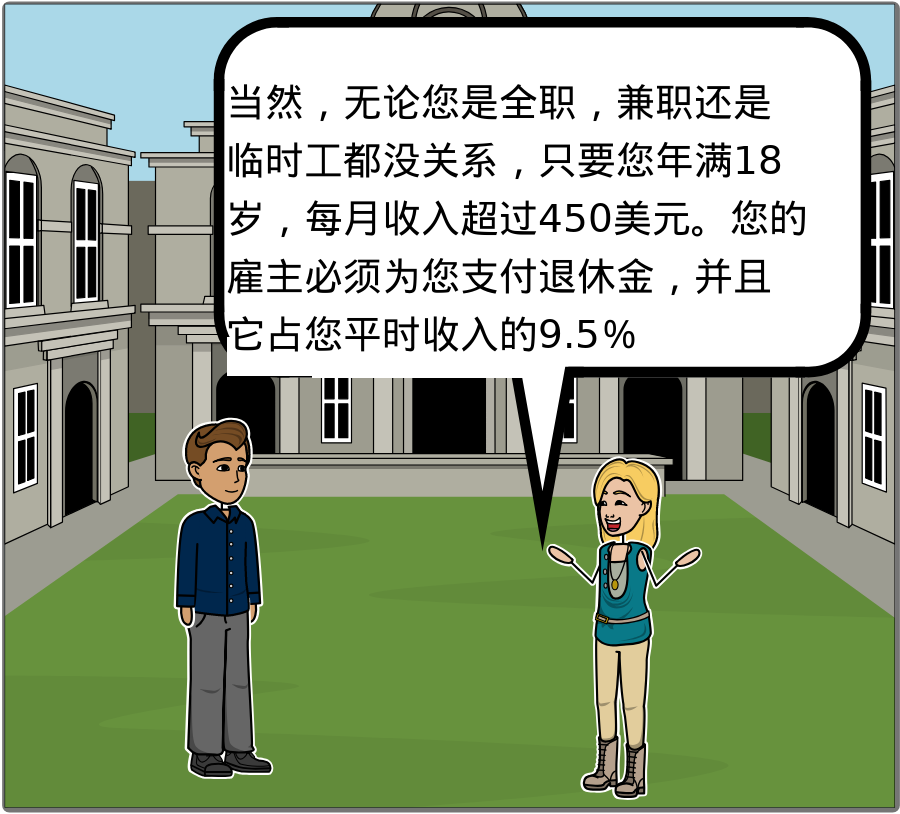 当然，无论您是全职，兼职还是
临时工都没关系，只要您年满18
岁，每月收入超过450美元。您的
雇主必须为您支付退休金，并且
它占您平时收入的9.5%